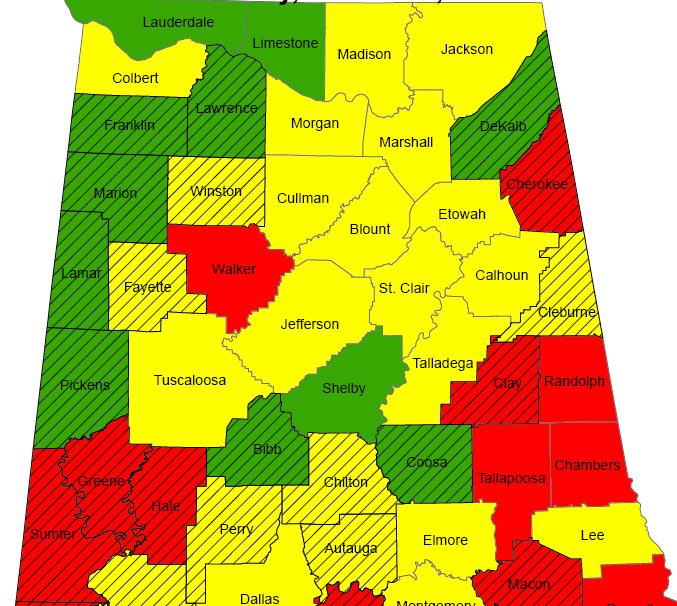 Lauderdale
Limestone
Madison
Jackson
Colbert
Lawrence
Franklin
Morgan
DeKalb
Marshall
Marion
Winston
Cherokee
Cullman
Etowah
Blount
Lamar
Walker
Calhoun
Fayette
St. Clair
Cleburne
Jefferson
Talladega
Pickens
Tuscaloosa
Shelby
Clay
Randolph
Bibb
Coosa
Chambers
Greene
Chilton
Tallapoosa
Hale
Sumter
Perry
Elmore
Lee
Autauga
Macon
Dallas
Montgomery